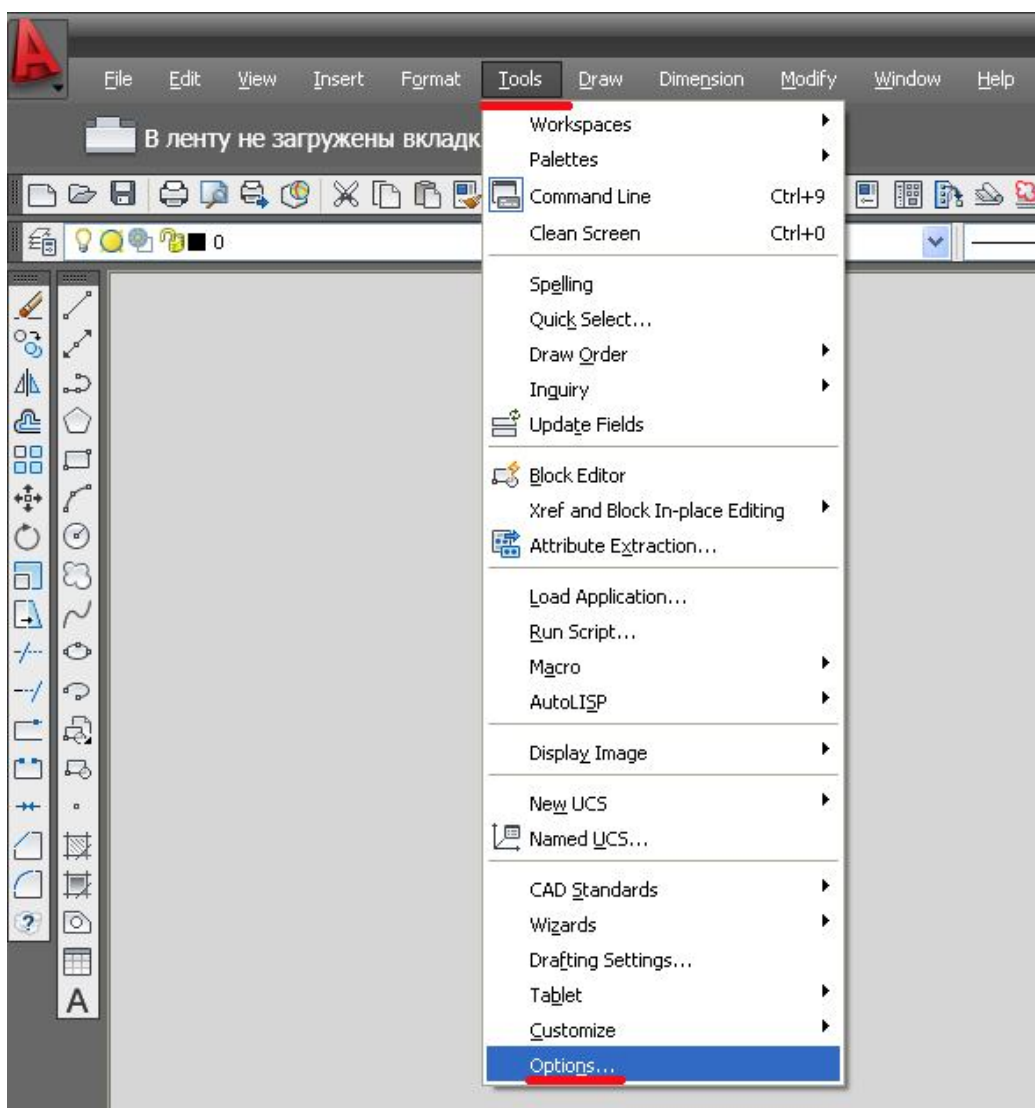 File Edit View Insert Format Tools Draw Dimension Modify Window Help
В ленту не загружены вкладк
0
Workspaces
Palettes
Command Line Ctrl+9
Clean Screen Ctrl+0
Spelling
Quick Select...
Draw Order
Inquiry
Update Fields
Block Editor
Xref and Block In-place Editing
Attribute Extraction...
Load Application...
Run Script...
Macro
AutoLISP
Display Image
New UCS
Named UCS...
CAD Standards
Wizards
Drafting Settings...
Tablet
Customize
Options...
A